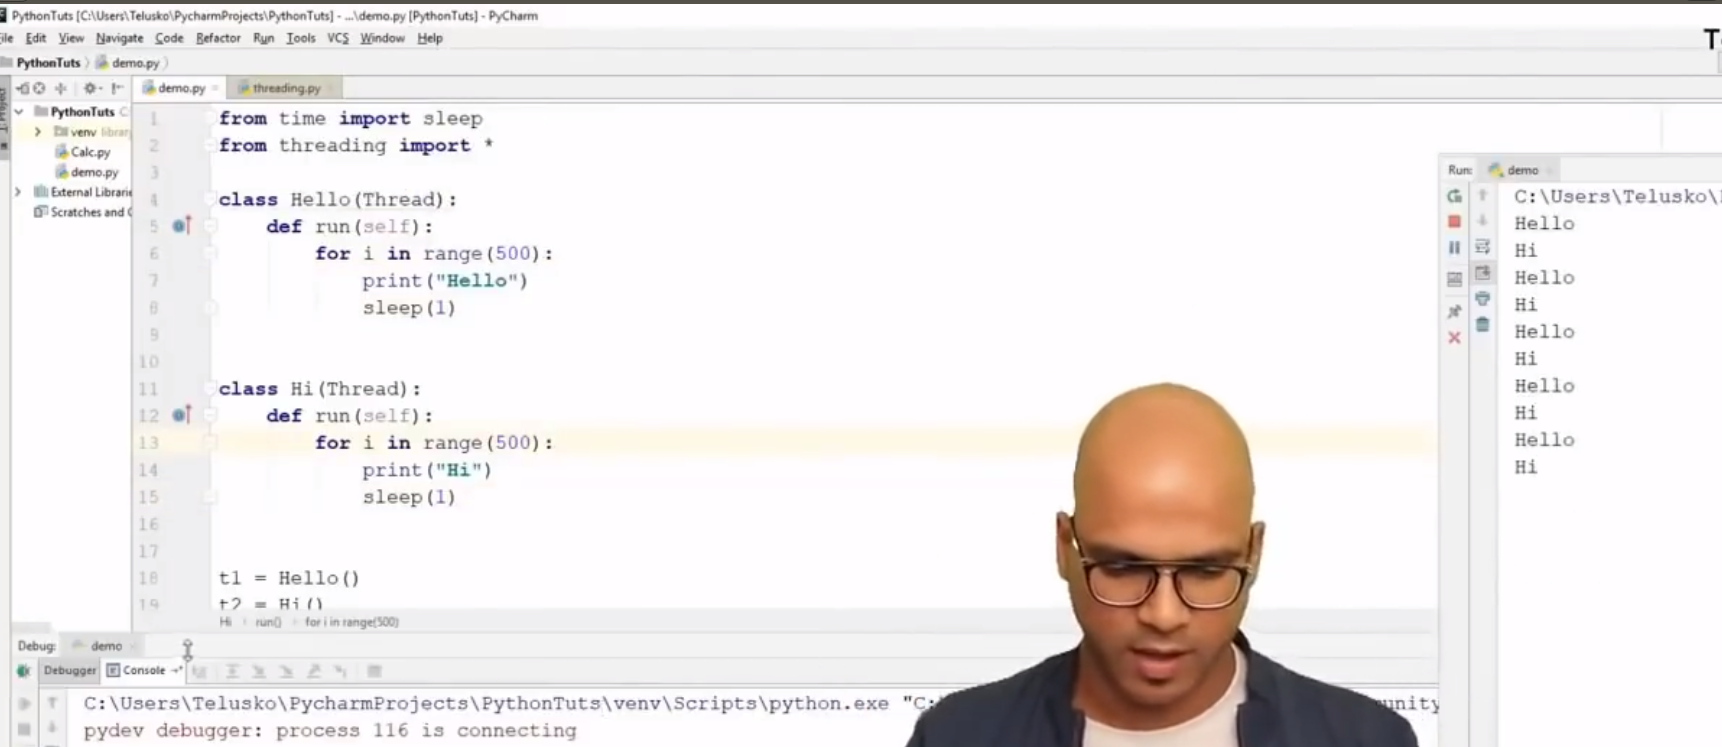 PythonTuts [C:\Users\Telusko\PycharmProjects\PythonTuts] - ...\demo.py [PythonTuts] - PyCharm
Edit View Navigate Code Refactor Run Tools VCS Window Help
PythonTuts demo.py
demo.py threading.py
PythonTuts
venv
Calc.py
demo.py
External Librarie
Scratches and
1 from time import sleep
2 from threading import *
3
4 class Hello(Thread):
5 def run(self):
6 for i in range(500):
7 print("Hello")
8 sleep(1)
9
10
11 class Hi(Thread):
12 def run(self):
13 for i in range(500):
14 print("Hi")
15 sleep(1)
16
17
18 t1 = Hello()
19 t2 = Hi()
Hi run() for i in range(500)
Run: demo
C:\Users\Telusko\
Hello
Hi
Hello
Hi
Hello
Hi
Hello
Hi
Hello
Hi
Debug: demo
Debugger Console
C:\Users\Telusko\PycharmProjects\PythonTuts\venv\Scripts\python.exe "C: unity
pydev debugger: process 116 is connecting